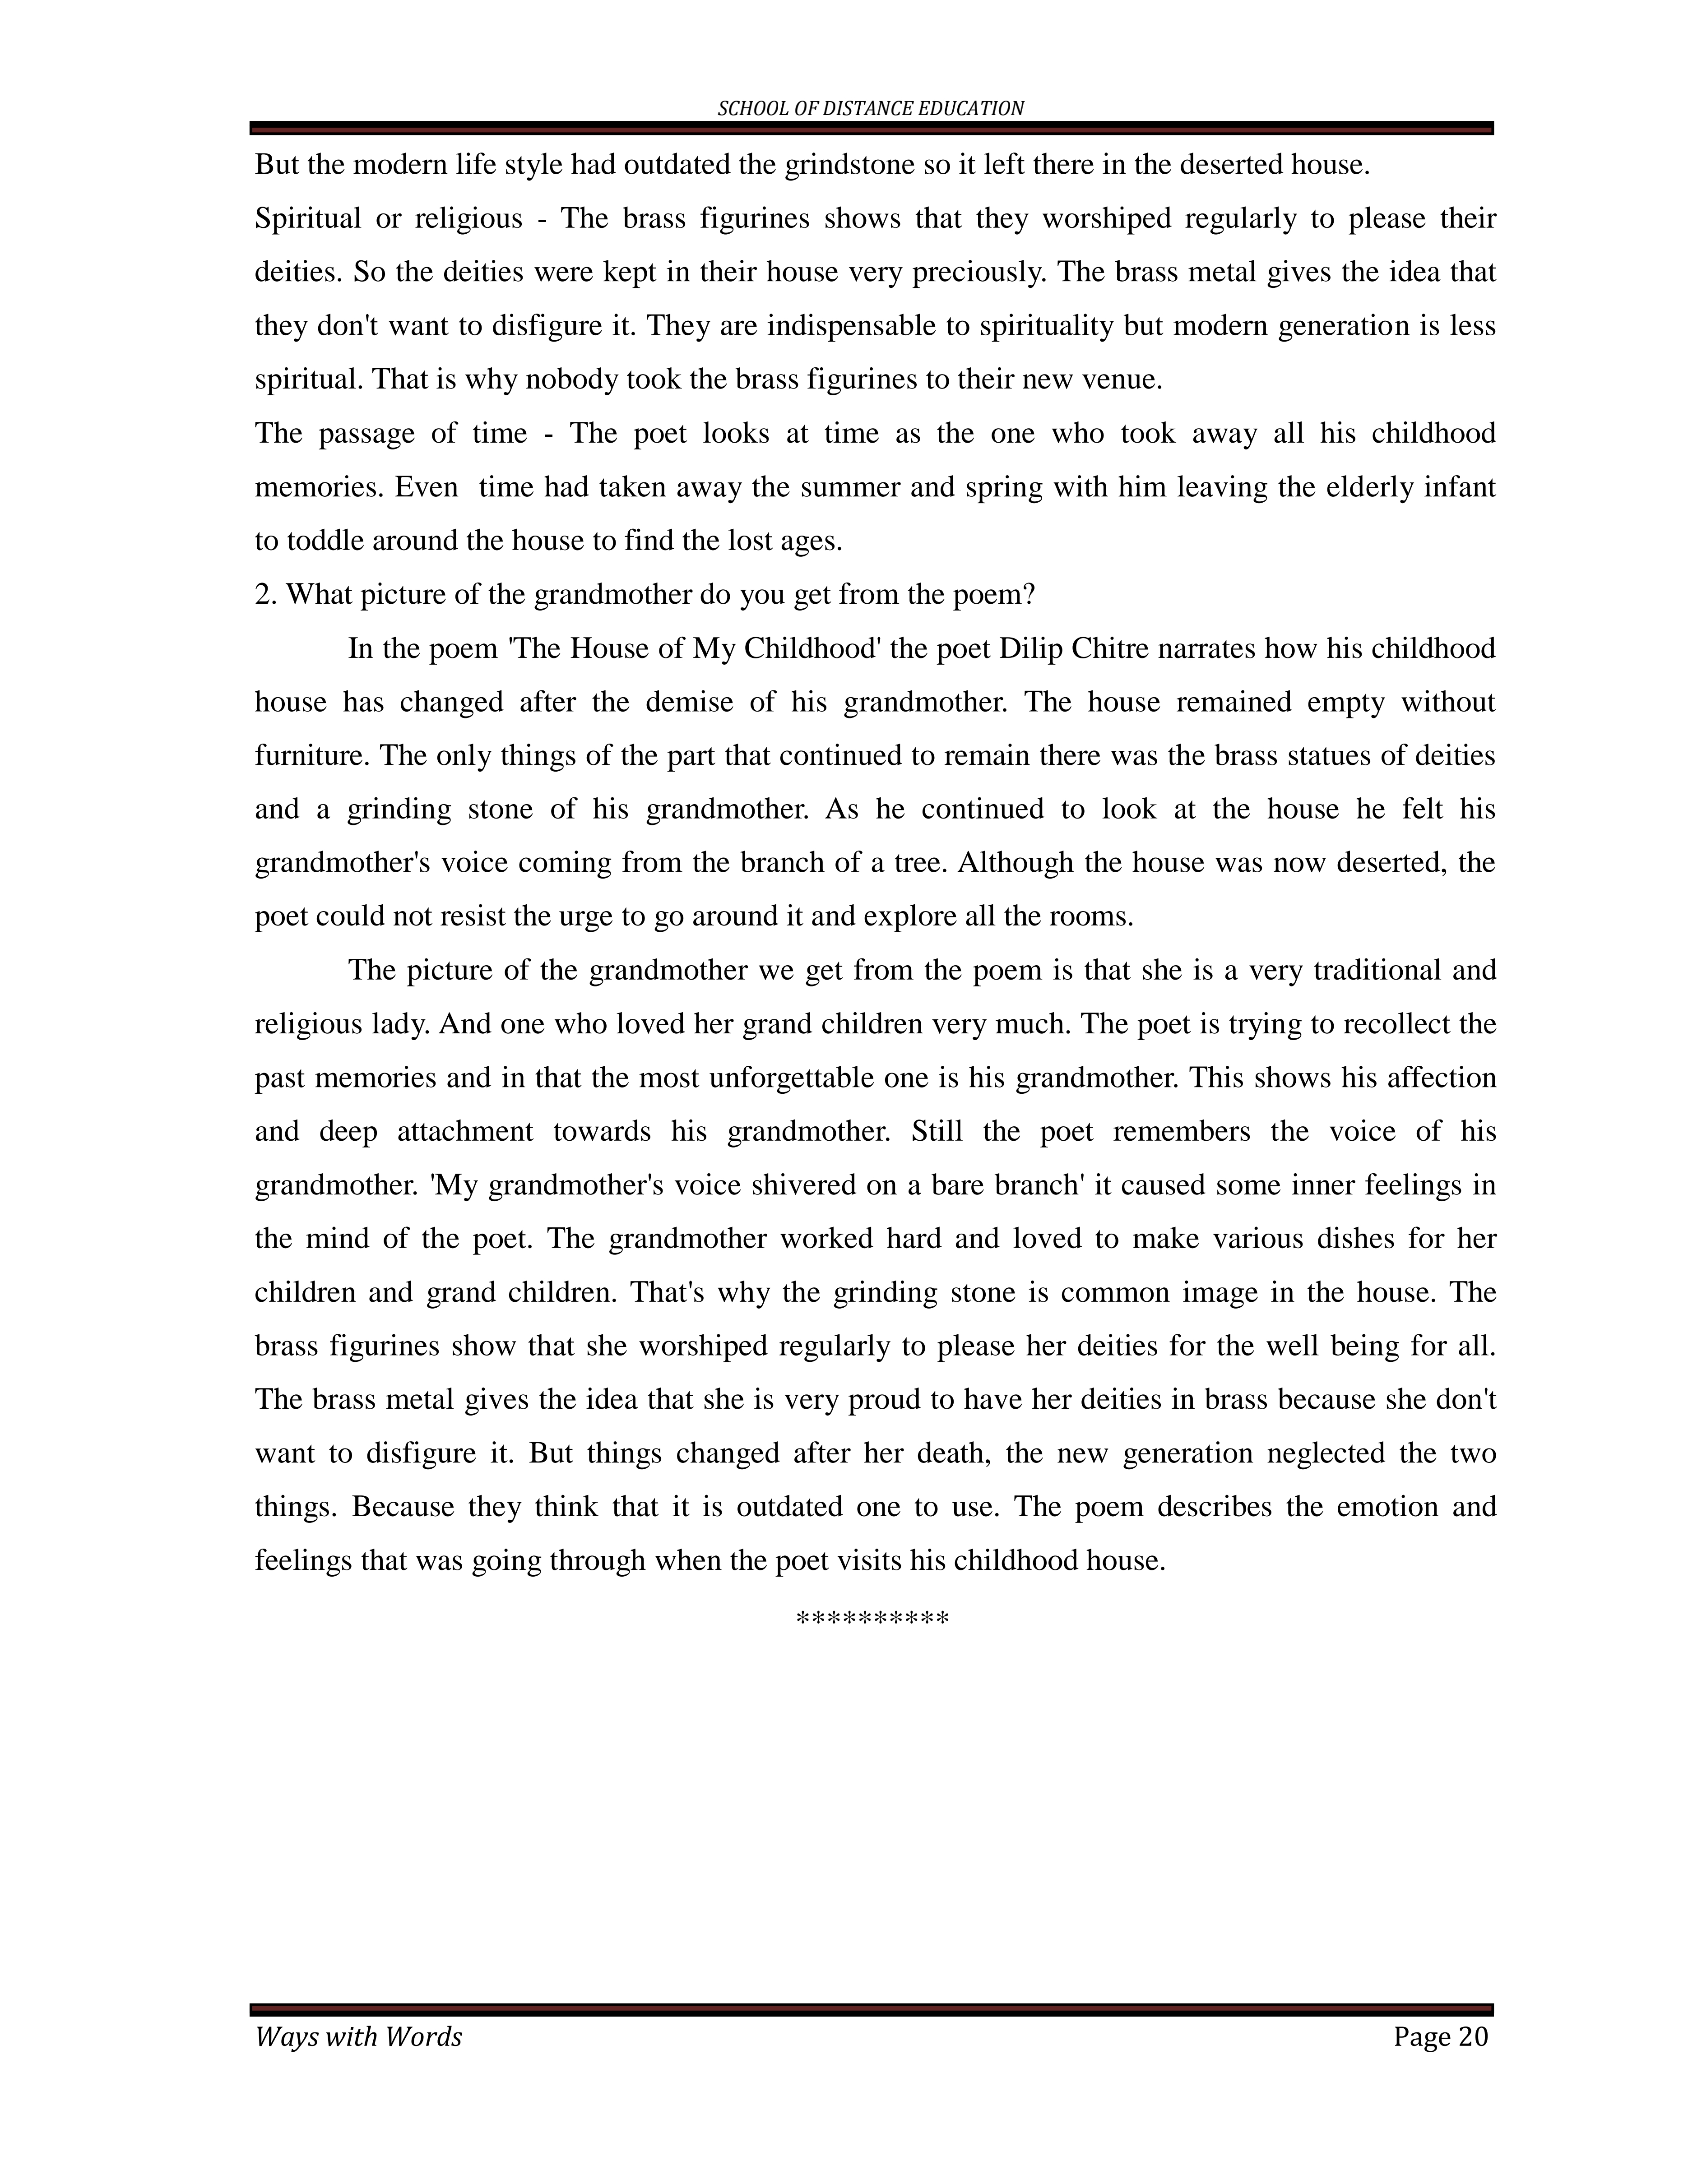 SCHOOL OF DISTANCE EDUCATION
But the modern life style had outdated the grindstone so it left there in the deserted house.
Spiritual or religious - The brass figurines shows that they worshiped regularly to please their
deities. So the deities were kept in their house very preciously. The brass metal gives the idea that
they don't want to disfigure it. They are indispensable to spirituality but modern generation is less
spiritual. That is why nobody took the brass figurines to their new venue.
The passage of time - The poet looks at time as the one who took away all his childhood
memories. Even  time had taken away the summer and spring with him leaving the elderly infant
to toddle around the house to find the lost ages.
2. What picture of the grandmother do you get from the poem?
In the poem 'The House of My Childhood' the poet Dilip Chitre narrates how his childhood
house has changed after the demise of his grandmother. The house remained empty without
furniture. The only things of the part that continued to remain there was the brass statues of deities
and a grinding stone of his grandmother. As he continued to look at the house he felt his
grandmother's voice coming from the branch of a tree. Although the house was now deserted, the
poet could not resist the urge to go around it and explore all the rooms.
The picture of the grandmother we get from the poem is that she is a very traditional and
religious lady. And one who loved her grand children very much. The poet is trying to recollect the
past memories and in that the most unforgettable one is his grandmother. This shows his affection
and deep attachment towards his grandmother. Still the poet remembers the voice of his
grandmother. 'My grandmother's voice shivered on a bare branch' it caused some inner feelings in
the mind of the poet. The grandmother worked hard and loved to make various dishes for her
children and grand children. That's why the grinding stone is common image in the house. The
brass figurines show that she worshiped regularly to please her deities for the well being for all.
The brass metal gives the idea that she is very proud to have her deities in brass because she don't
want to disfigure it. But things changed after her death, the new generation neglected the two
things. Because they think that it is outdated one to use. The poem describes the emotion and
feelings that was going through when the poet visits his childhood house.
**********
Ways with Words Page 20